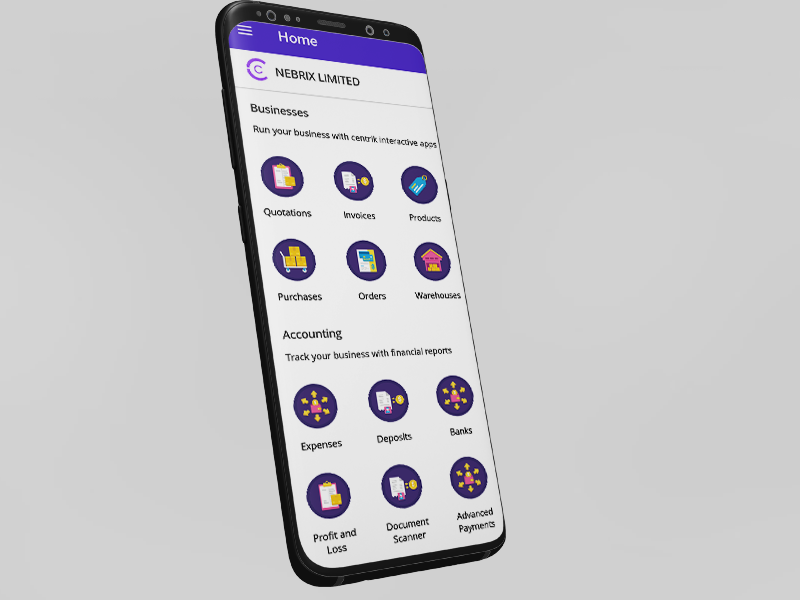 Home
NEBRIX LIMITED
Businesses
Run your business with centrik interactive apps
Quotations Invoices Products
Purchases Orders Warehouses
Accounting
Track your business with financial reports
Expenses Deposits Banks
Profit and Document Advanced
Loss Scanner Payments